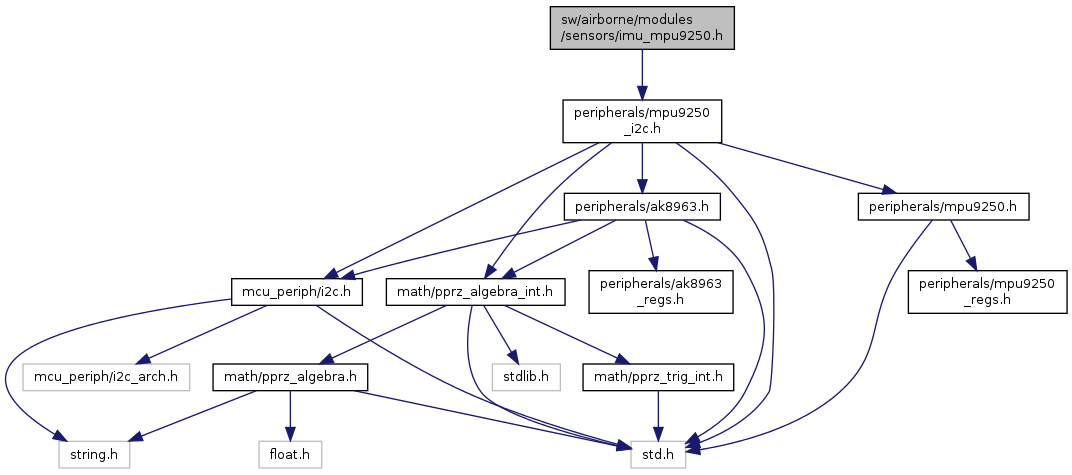 sw/airborne/modules
/sensors/imu_mpu9250.h
peripherals/mpu9250
_i2c.h
peripherals/ak8963.h
peripherals/mpu9250.h
mcu_periph/i2c.h
math/pprz_algebra_int.h
peripherals/ak8963
_regs.h
peripherals/mpu9250
_regs.h
mcu_periph/i2c_arch.h
math/pprz_algebra.h
stdlib.h
math/pprz_trig_int.h
string.h
float.h
std.h